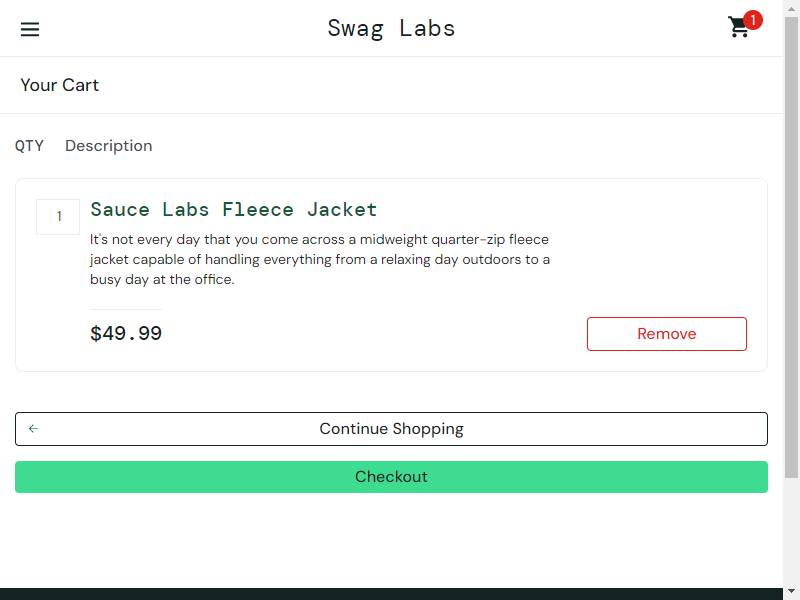 Swag Labs
1
Your Cart
QTY Description
1
Sauce Labs Fleece Jacket
It's not every day that you come across a midweight quarter-zip fleece
jacket capable of handling everything from a relaxing day outdoors to a
busy day at the office.
$49.99
Remove
Continue Shopping
Checkout